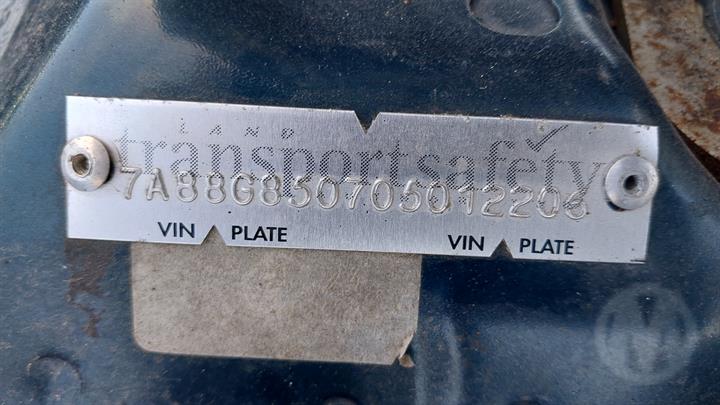 transportsafety
7A88G850705012206
VIN PLATE VIN PLATE